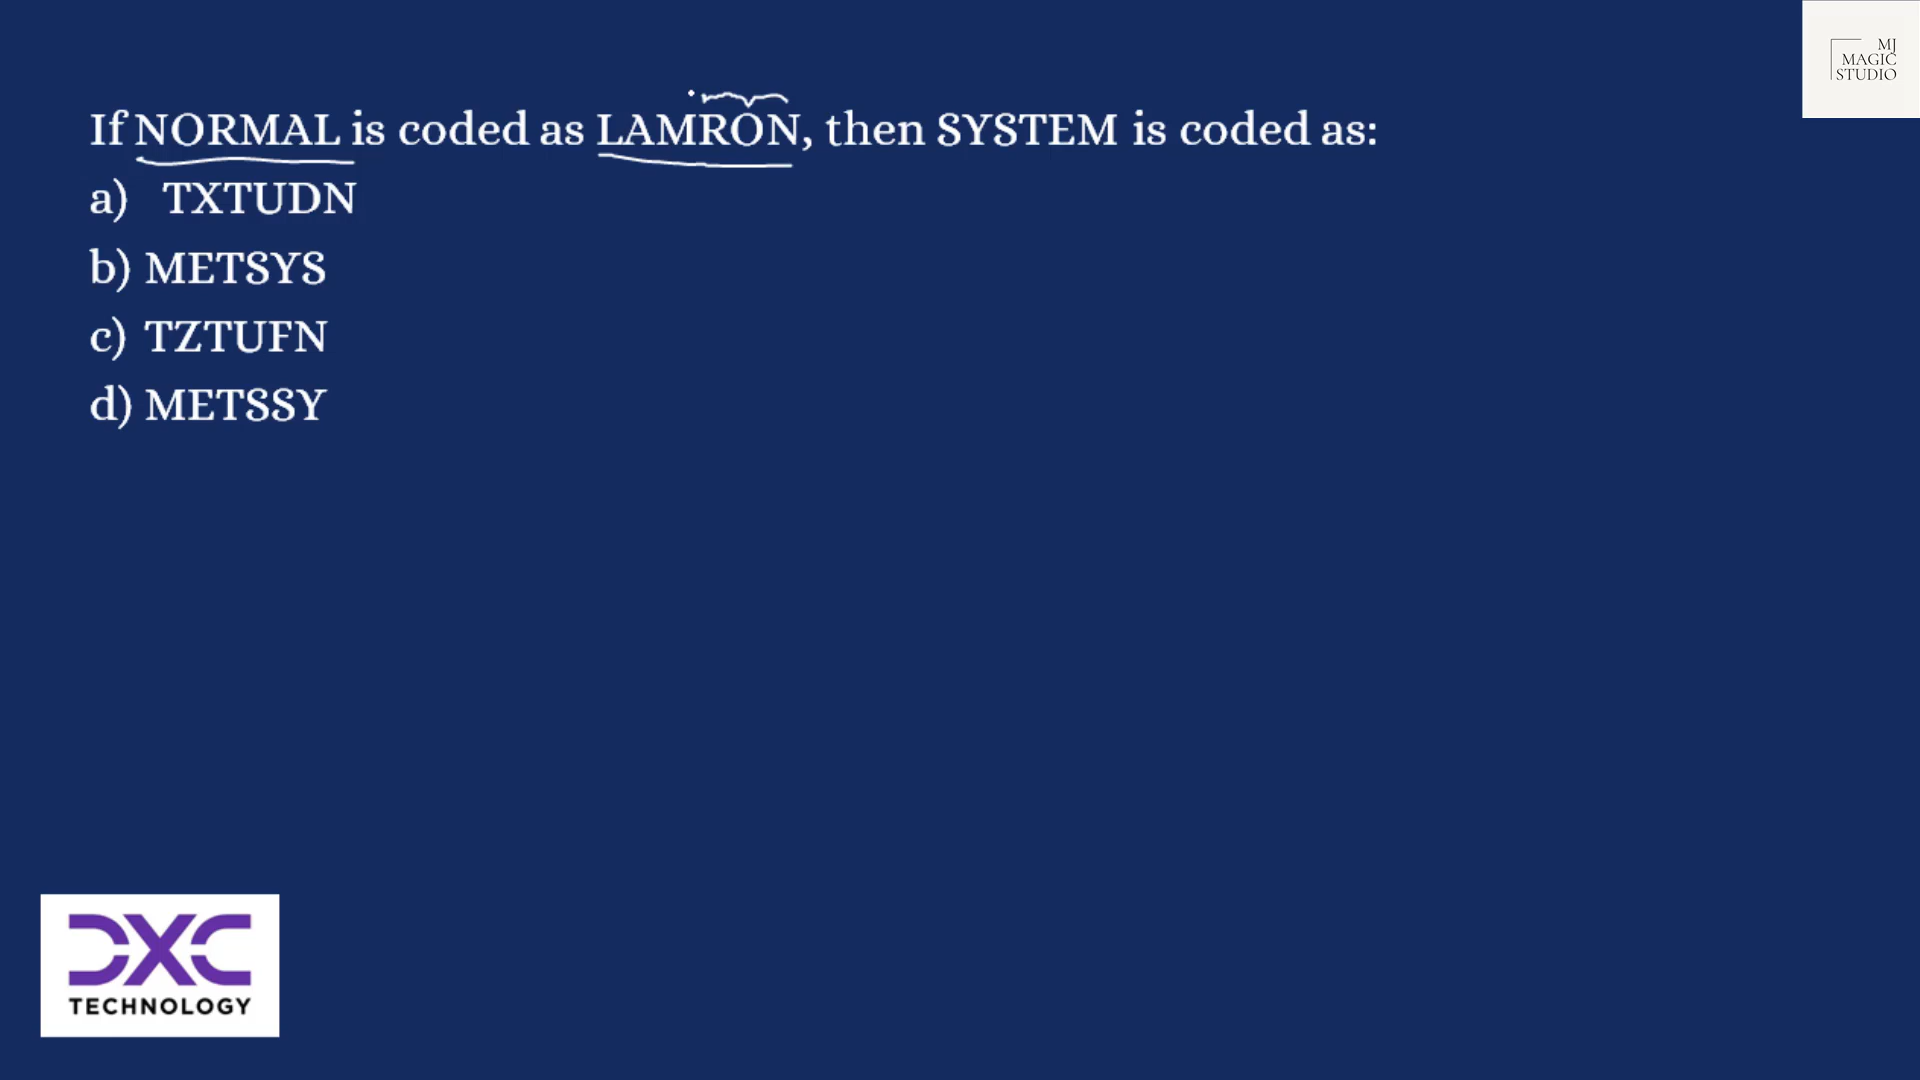 MJ
MAGIC
STUDIO
If NORMAL is coded as LAMRON, then SYSTEM is coded as:
a) TXTUDN
b) METSYS
c) TZTUFN
d) METSSY
DXC
TECHNOLOGY